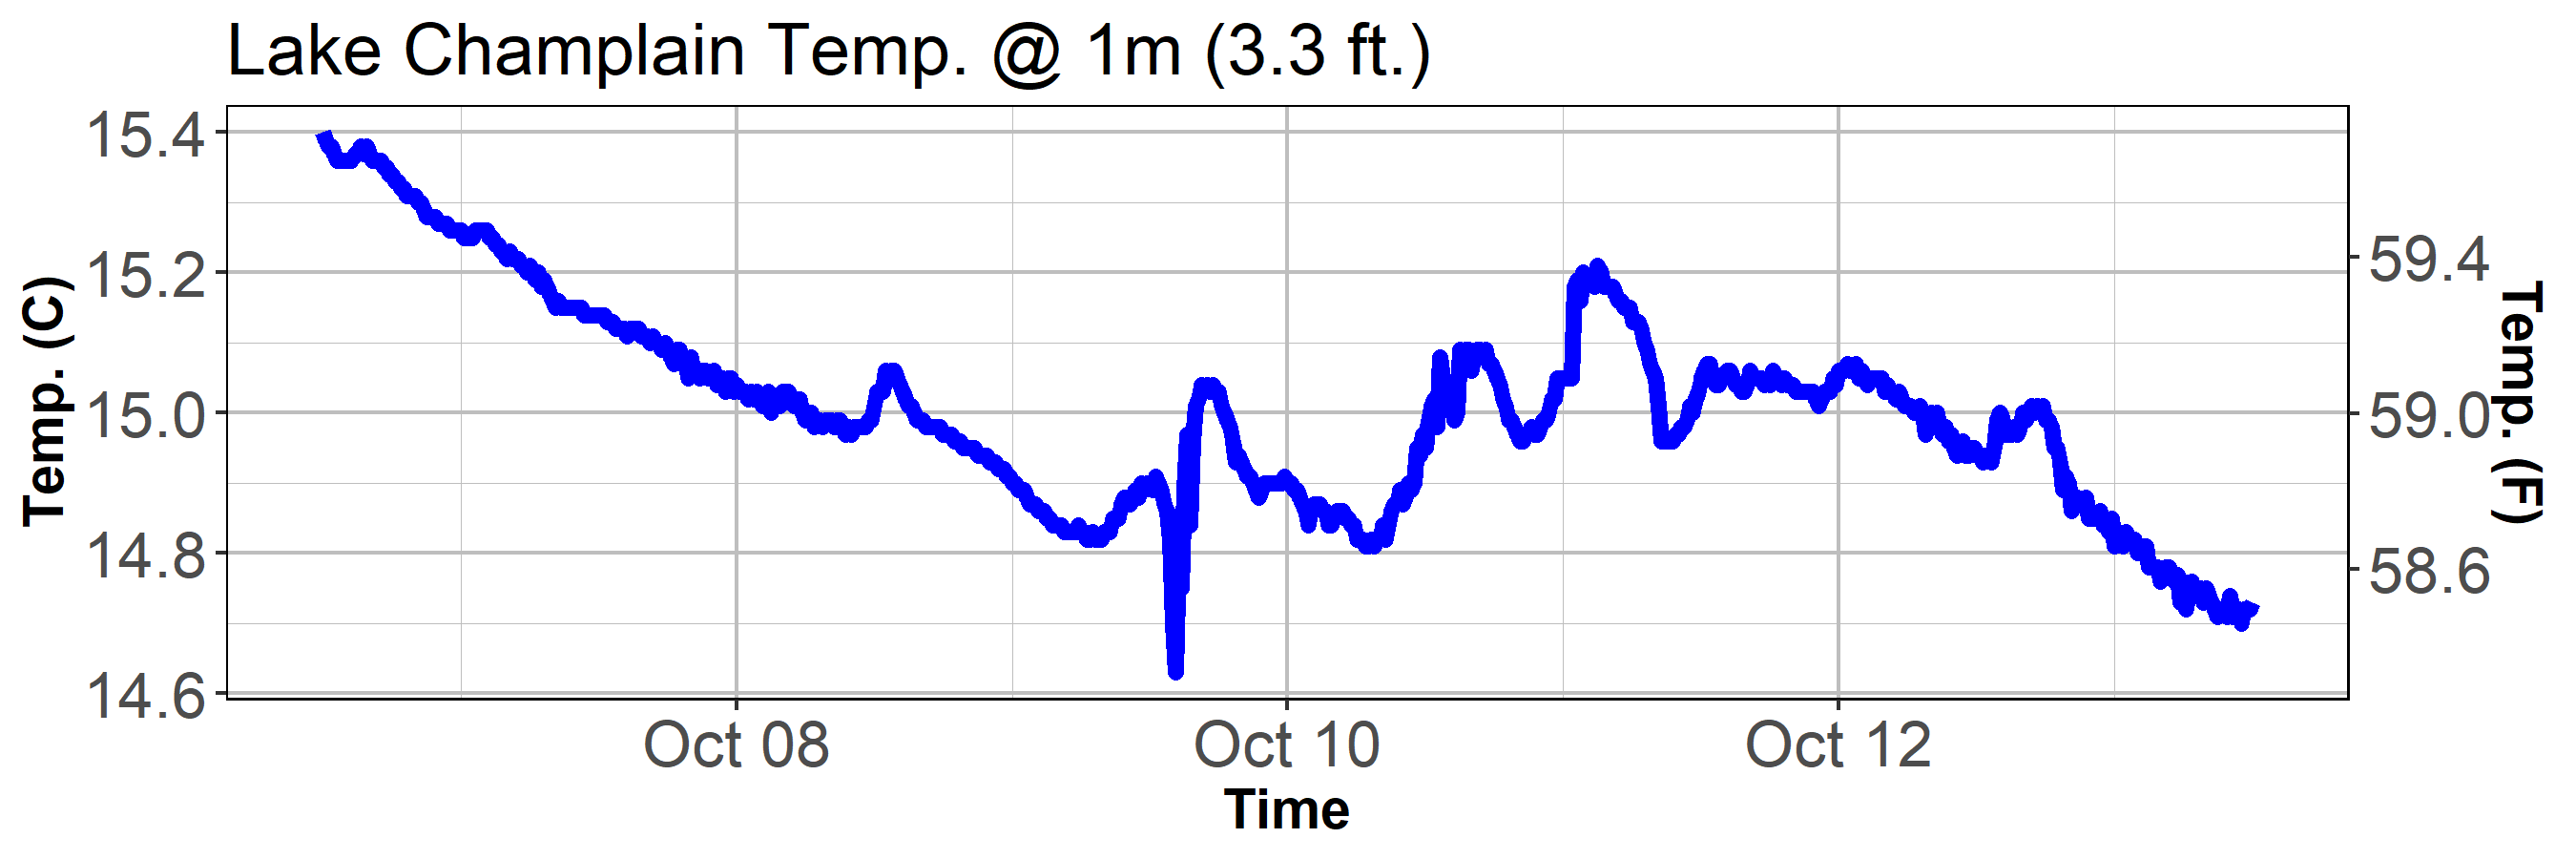 Lake Champlain Temp. @ 1m (3.3 ft.)
Temp. (C)
15.4
15.2
15.0
14.8
14.6
59.4
59.0
58.6
Temp. (F)
Oct 08 Oct 10 Oct 12
Time